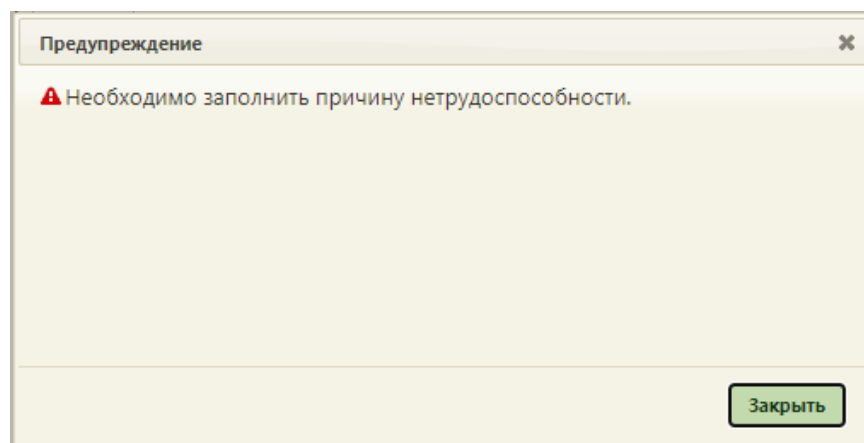 Предупреждение
Необходимо заполнить причину нетрудоспособности.
Закрыть